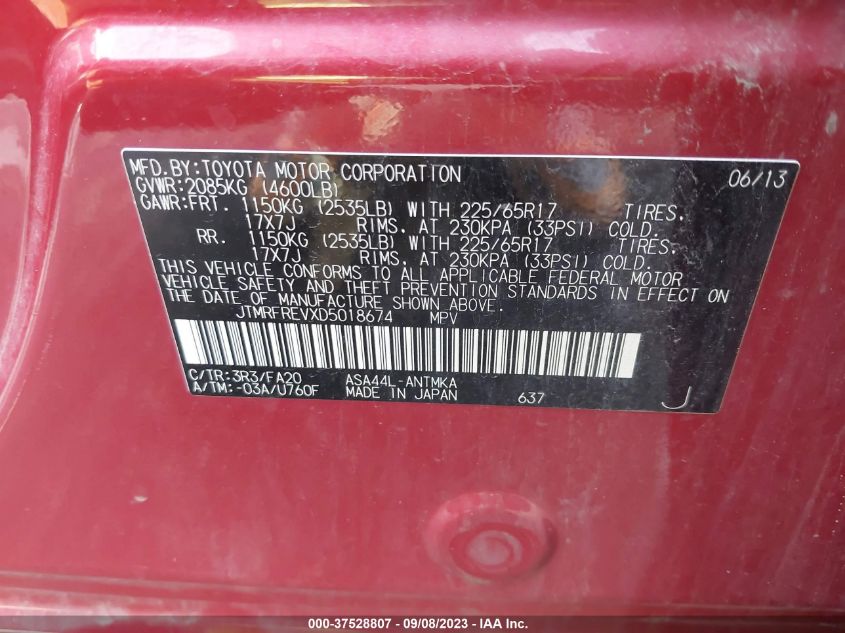 MFD.BY:TOYOTA MOTOR CORPORATION 06/13
GVWR:2085KG (4600LB)
GAWR:FRT. 1150KG (2535LB) WITH 225/65R17 TIRES,
17X7J RIMS, AT 230KPA (33PSI) COLD.
RR. 1150KG (2535LB) WITH 225/65R17 TIRES,
17X7J RIMS, AT 230KPA (33PSI) COLD.
THIS VEHICLE CONFORMS TO ALL APPLICABLE FEDERAL MOTOR
VEHICLE SAFETY AND THEFT PREVENTION STANDARDS IN EFFECT ON
THE DATE OF MANUFACTURE SHOWN ABOVE.
JTMRFREVXD5018674 MPV
C/TR:3R3/FA20 ASA44L-ANTMKA
A/TM:-03A/U760F MADE IN JAPAN 637 J
000-37528807 - 09/08/2023 - IAA Inc.